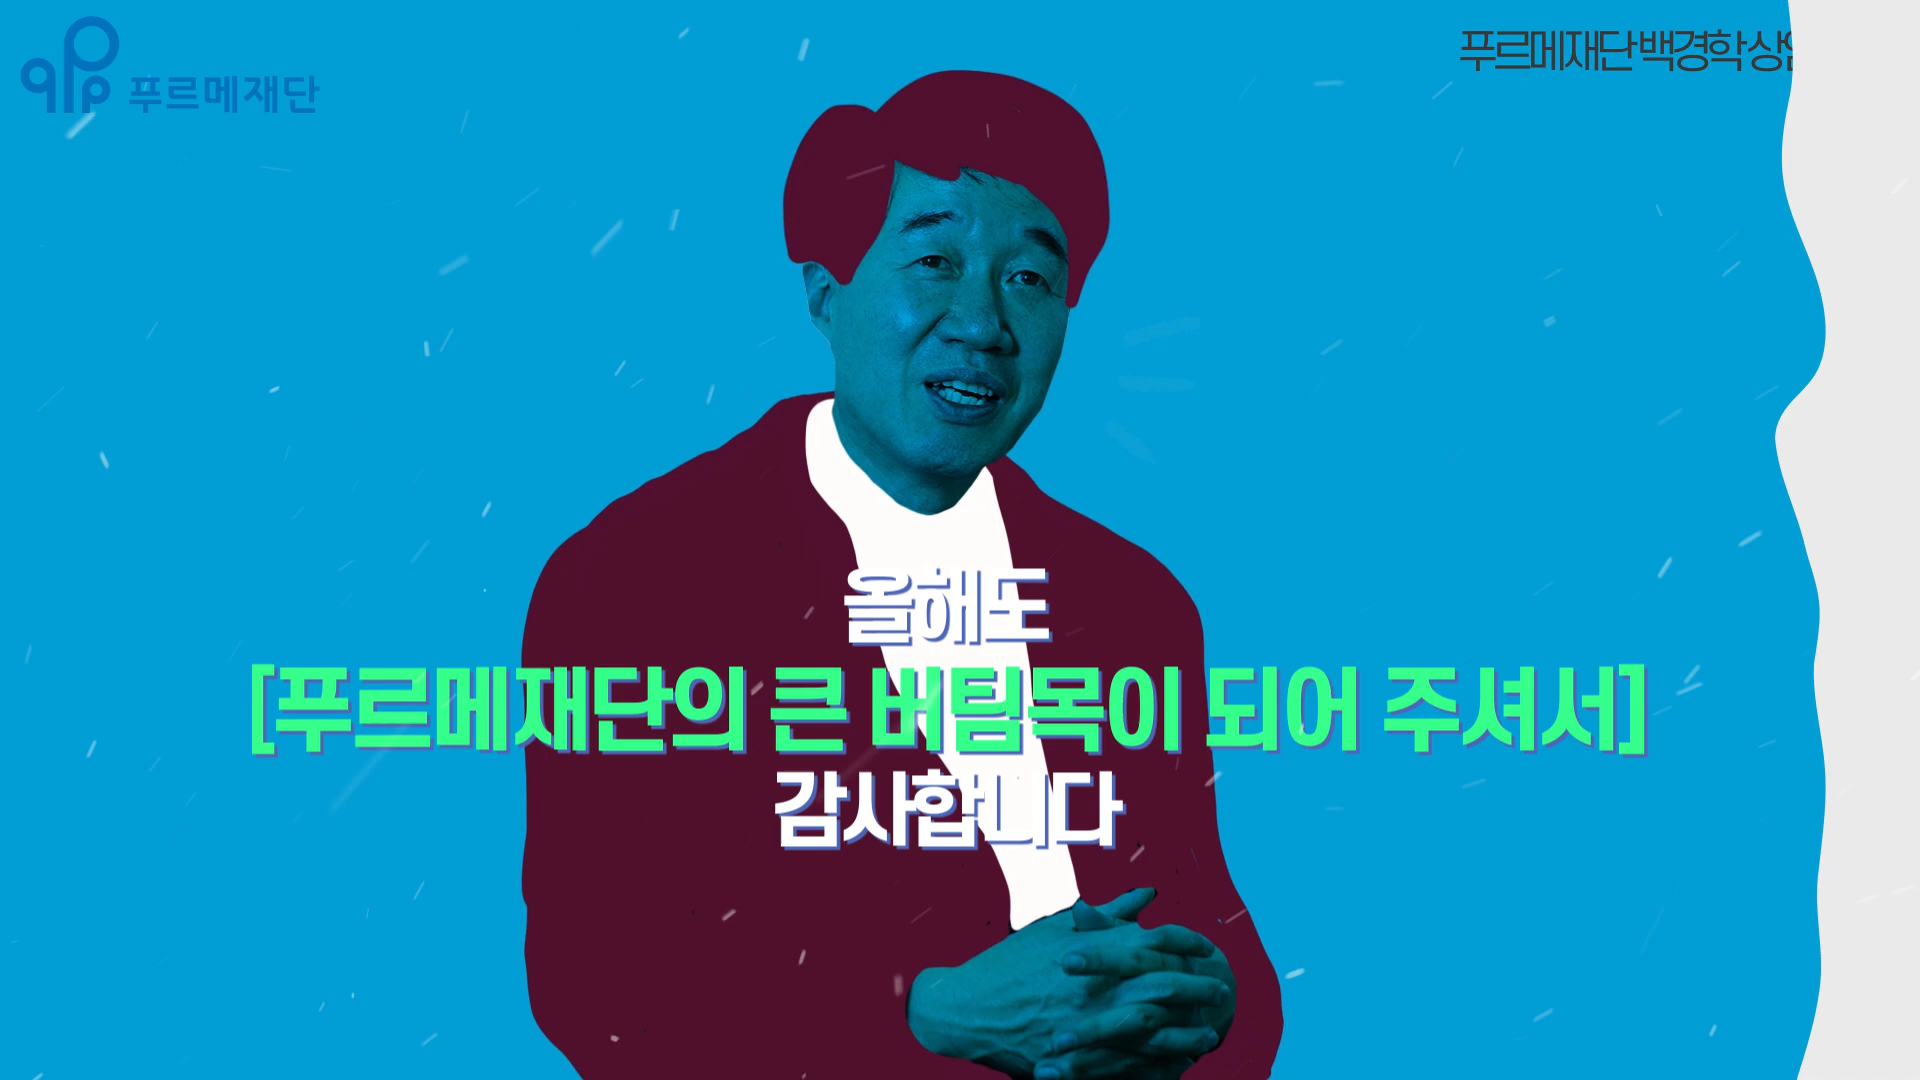 푸르메재단
푸르메재단 백경학 상
올해도
[푸르메재단의 큰 버팀목이 되어 주셔서]
감사합니다